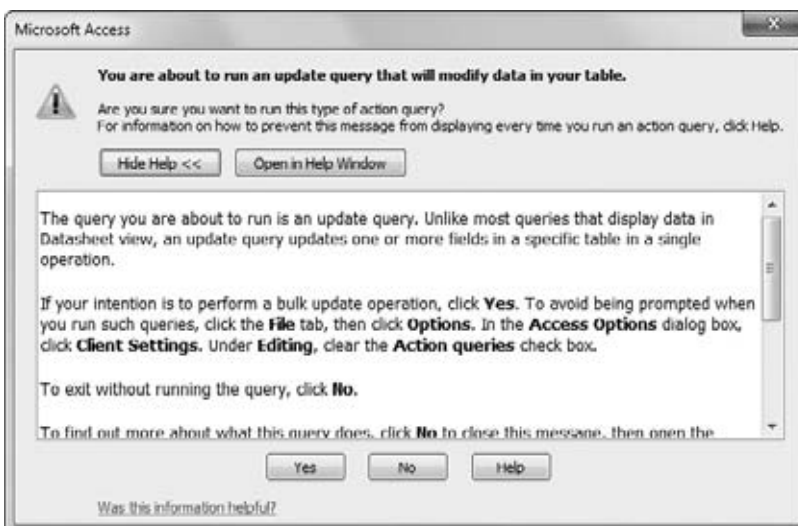 Microsoft Access
You are about to run an update query that will modify data in your table.
Are you sure you want to run this type of action query?
For information on how to prevent this message from displaying every time you run an action query, click Help.
Hide Help << Open in Help Window
The query you are about to run is an update query. Unlike most queries that display data in
Datasheet view, an update query updates one or more fields in a specific table in a single
operation.
If your intention is to perform a bulk update operation, click Yes. To avoid being prompted when
you run such queries, click the File tab, then click Options. In the Access Options dialog box,
click Client Settings. Under Editing, clear the Action queries check box.
To exit without running the query, click No.
To find out more about what this query does, click No to close this message, then open the
Yes No Help
Was this information helpful?